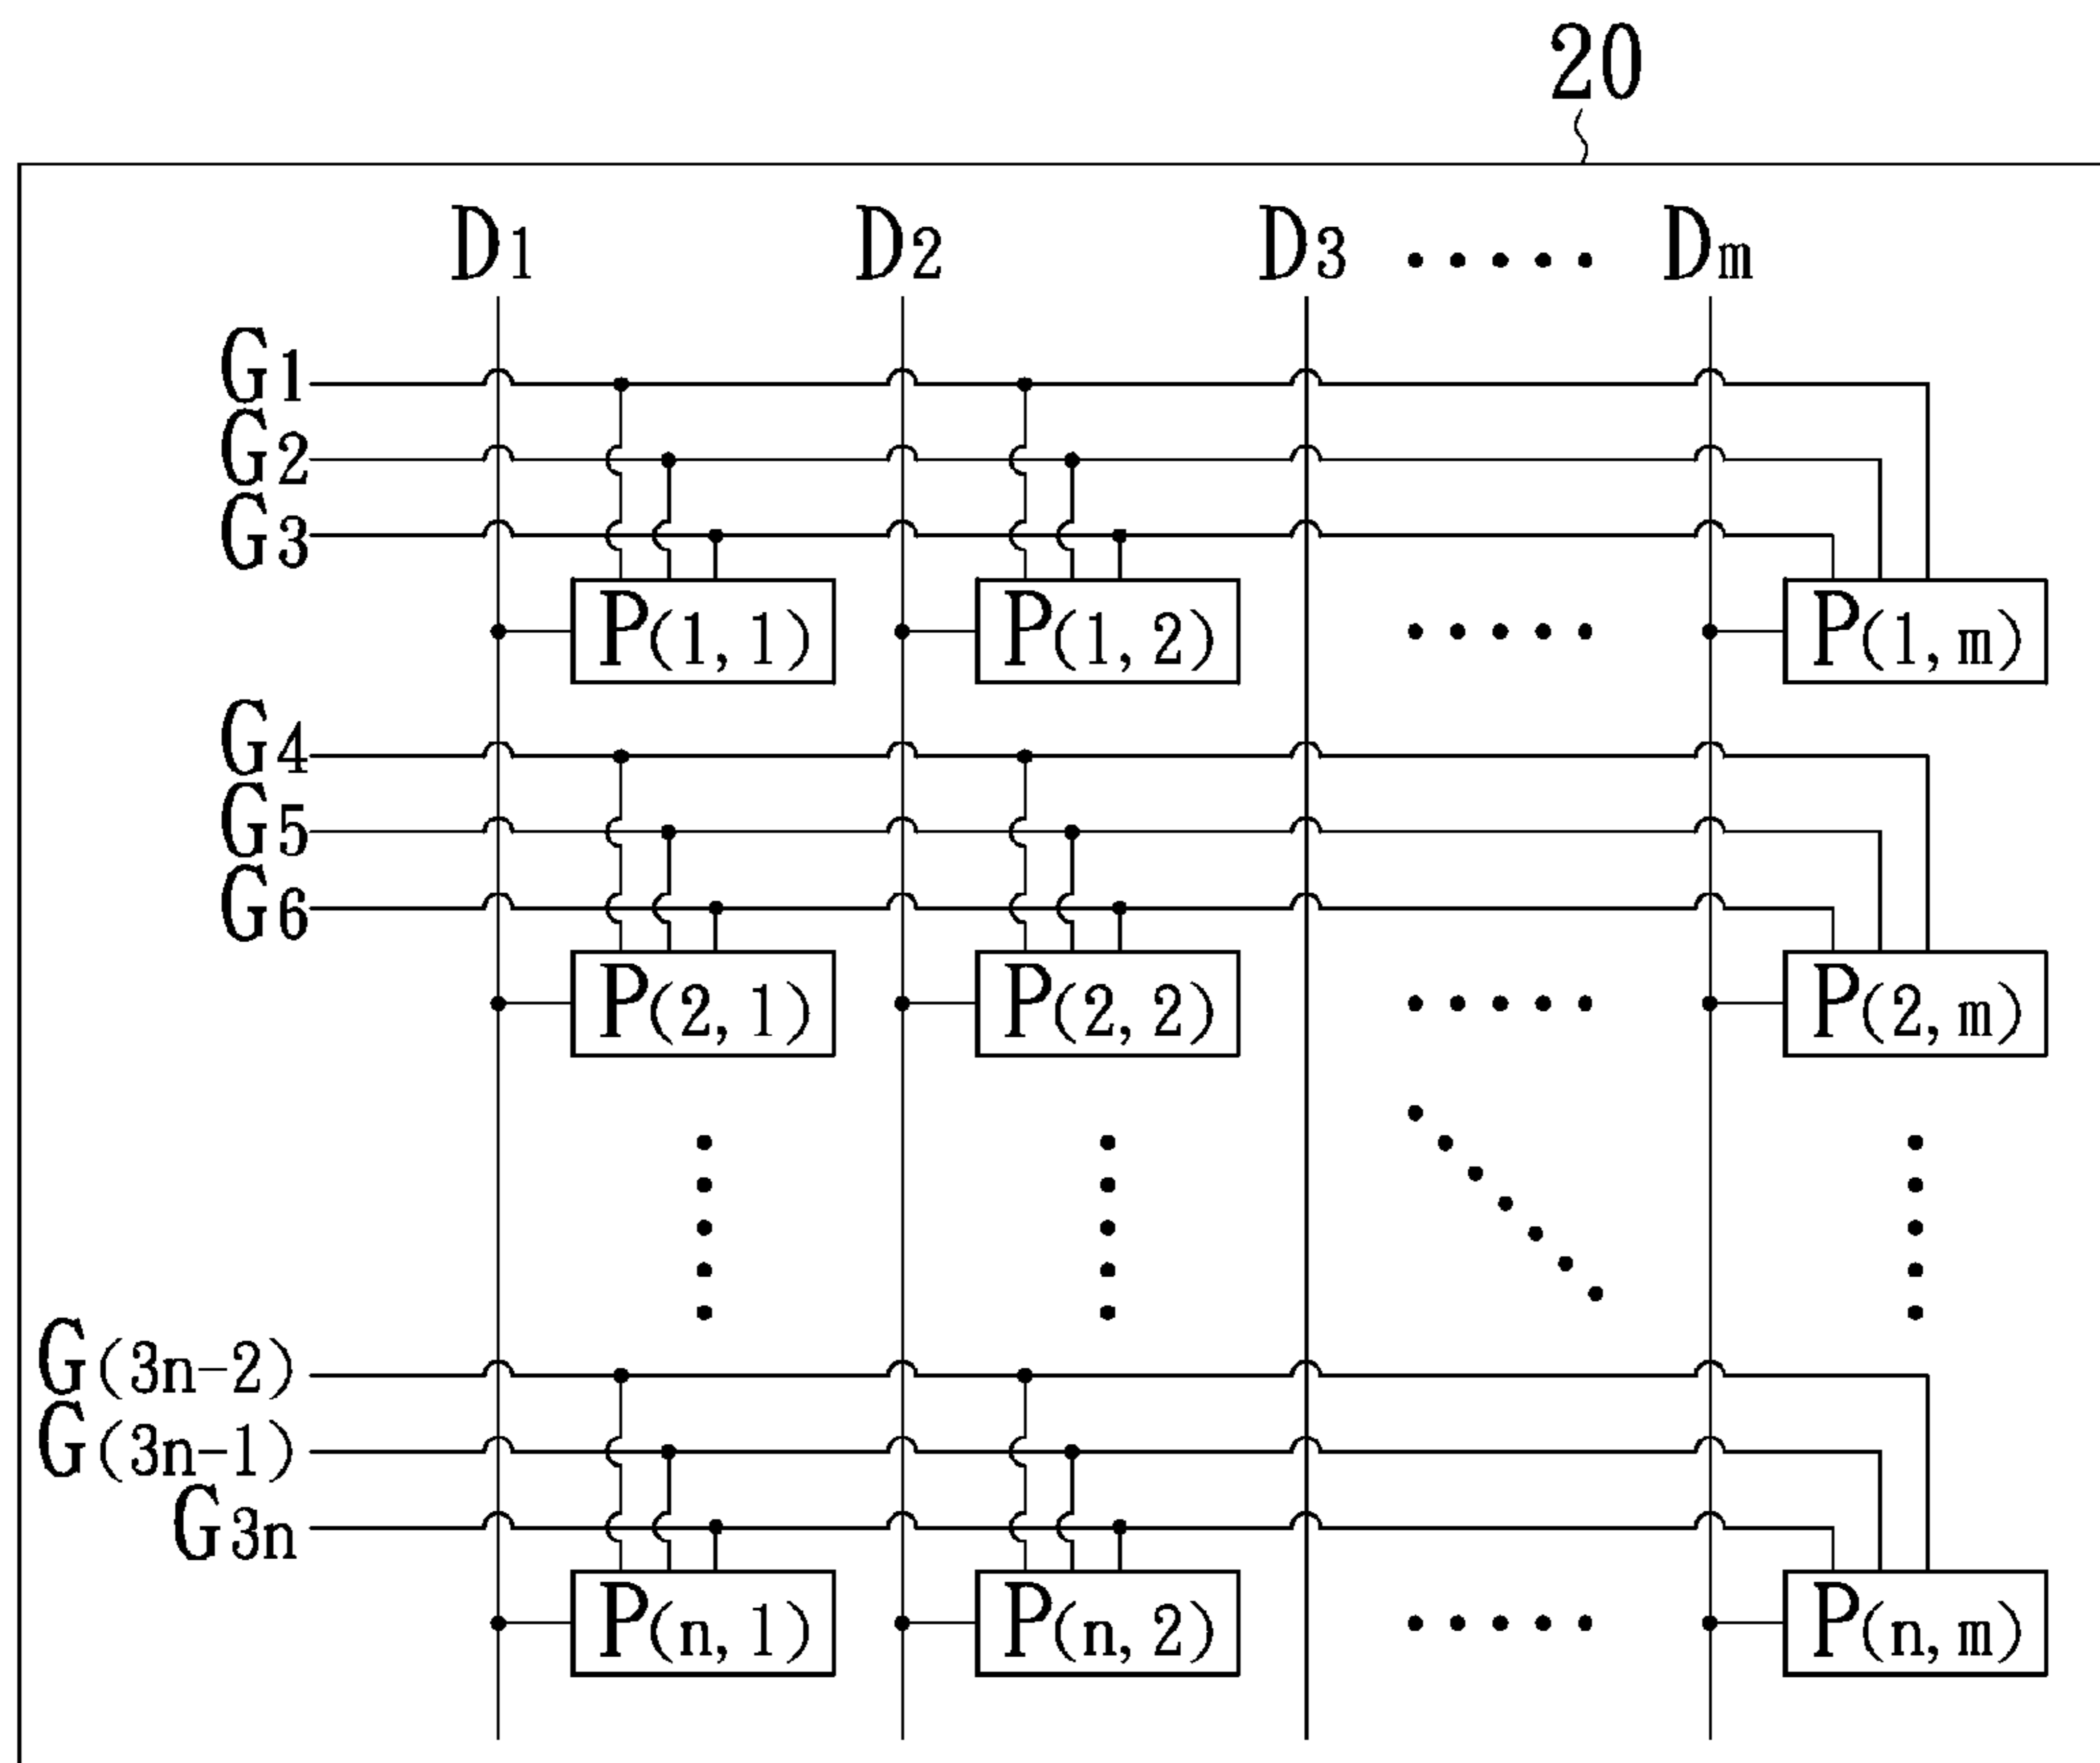 20
D1 D2 D3 ····· Dm
G1
G2
G3
P(1,1) P(1,2) ····· P(1,m)
G4
G5
G6
P(2,1) P(2,2) ····· P(2,m)
G(3n-2)
G(3n-1)
G3n
P(n,1) P(n,2) ····· P(n,m)